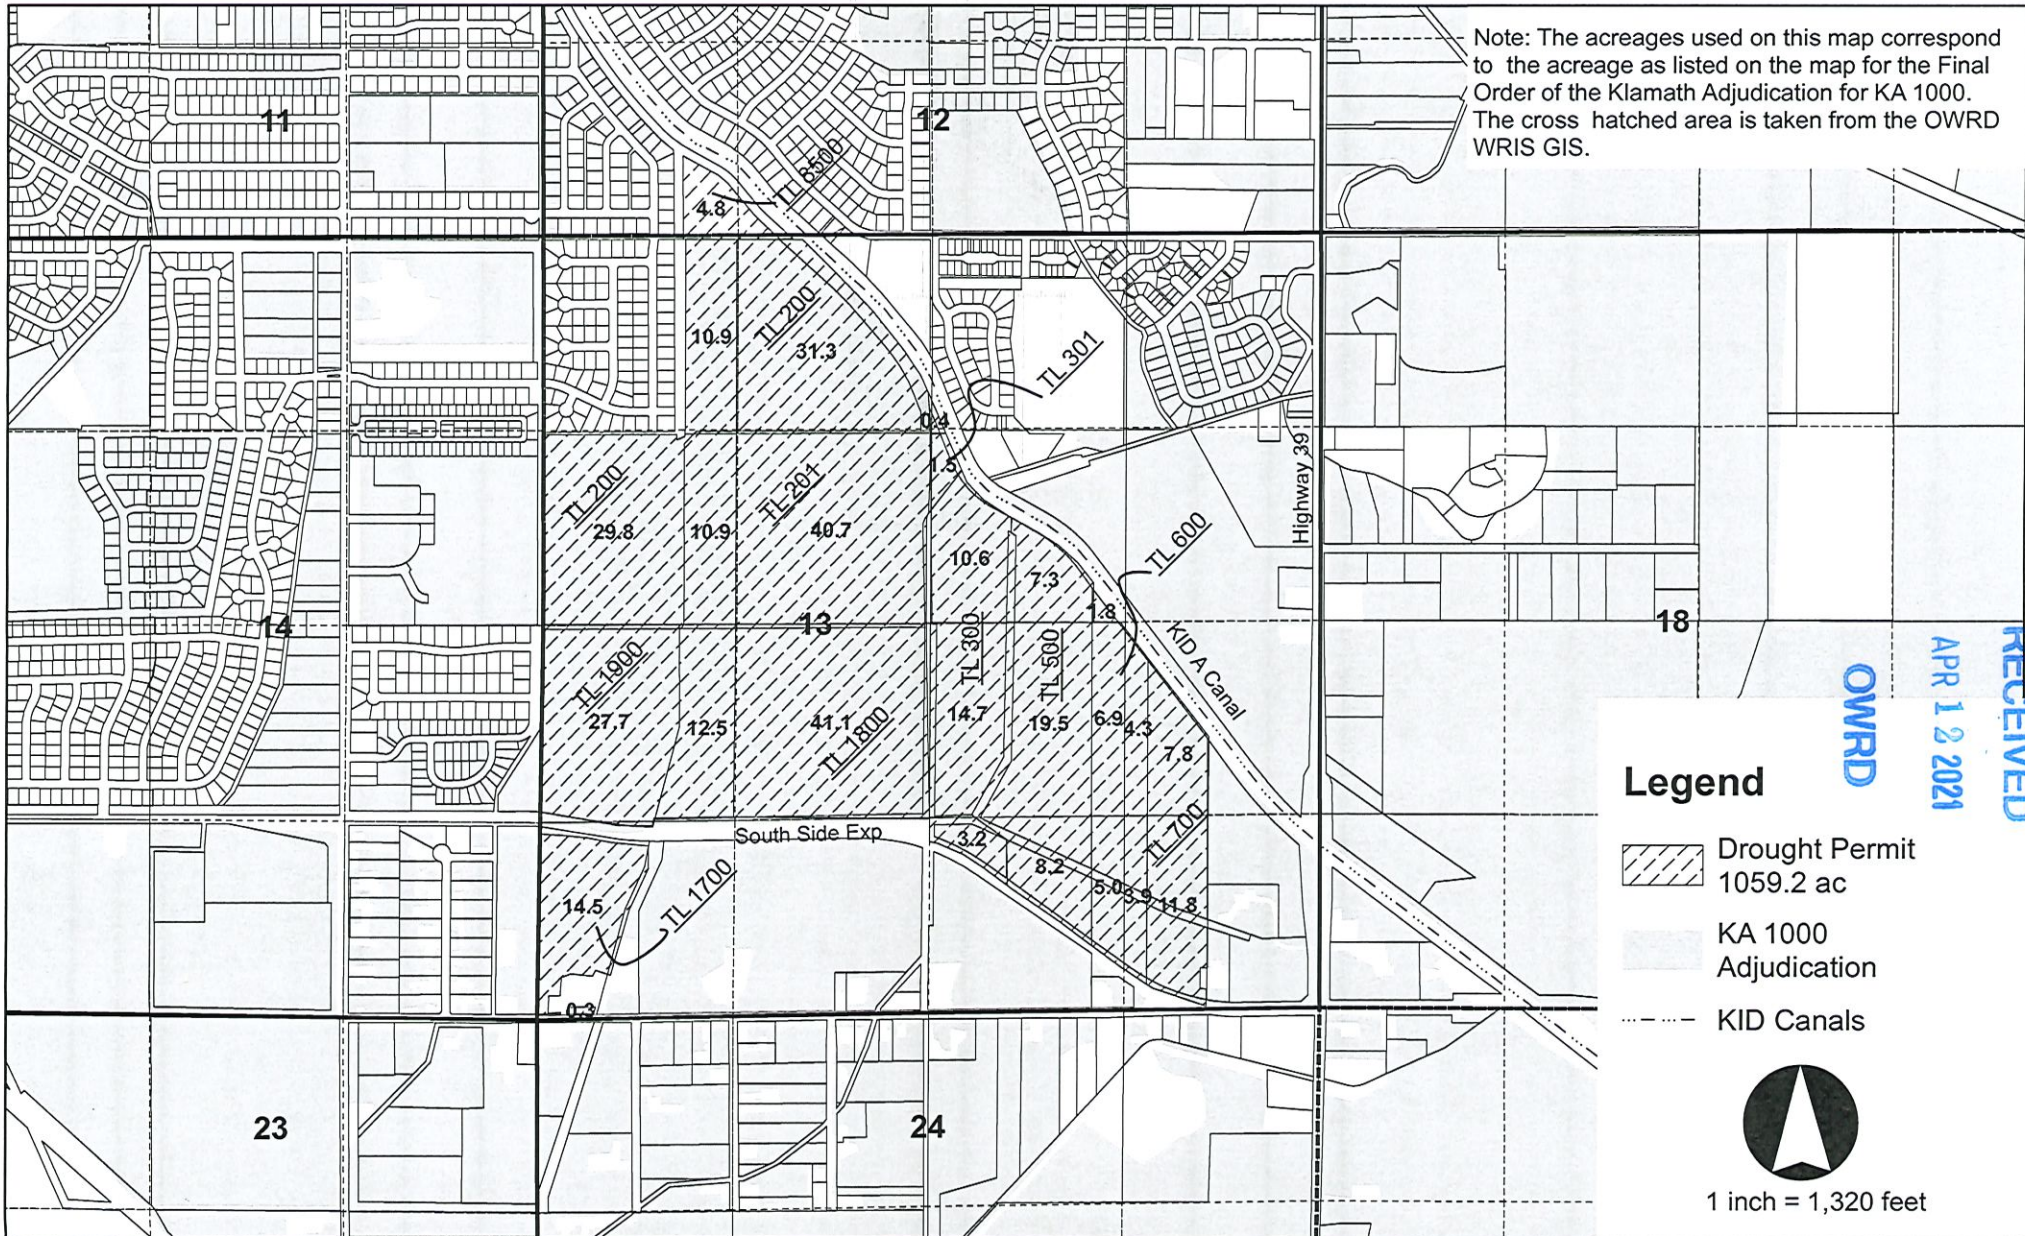 Note: The acreages used on this map correspond
to the acreage as listed on the map for the Final
Order of the Klamath Adjudication for KA 1000.
The cross hatched area is taken from the OWRD
WRIS GIS.
11
12
TL 8500
4.8
TL 200
10.9
31.3
TL 301
0.4
1.5
Highway 39
TL 200
TL 201
29.8
10.9
40.7
TL 600
10.6
7.3
1.8
14
13
18
KID A Canal
TL 300
TL 500
TL 1900
27.7
12.5
41.1
TL 1800
14.7
19.5
6.9
4.3
7.8
TL 700
South Side Exp
3.2
8.2
5.0
3.9
11.8
14.5
TL 1700
0.3
23
24
RECEIVED
APR 12 2021
OWRD
Legend
Drought Permit
1059.2 ac
KA 1000
Adjudication
KID Canals
1 inch = 1,320 feet